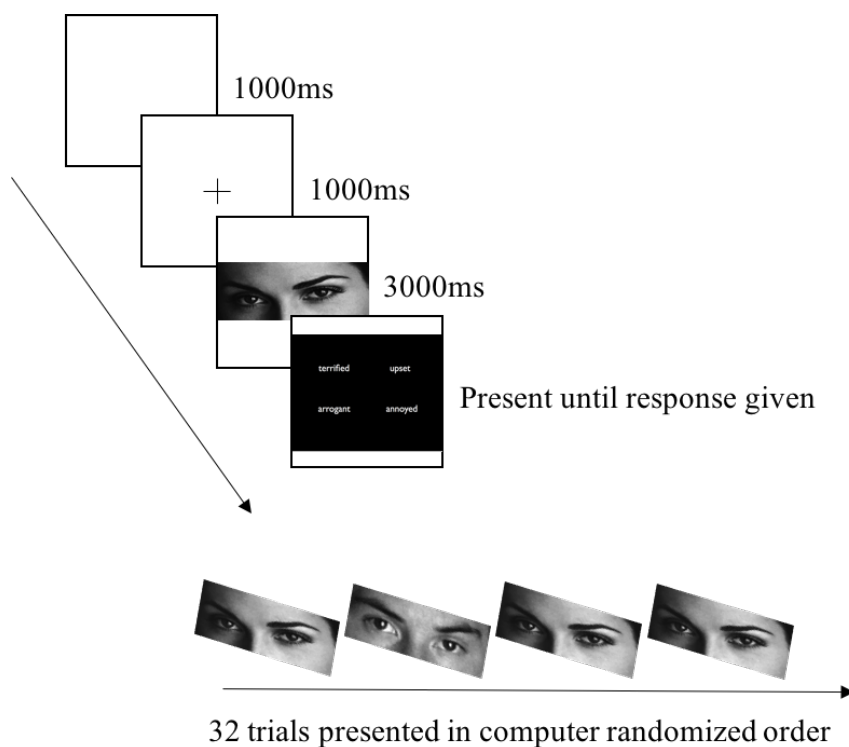 1000ms
1000ms
3000ms
terrified upset
arrogant annoyed
Present until response given
32 trials presented in computer randomized order